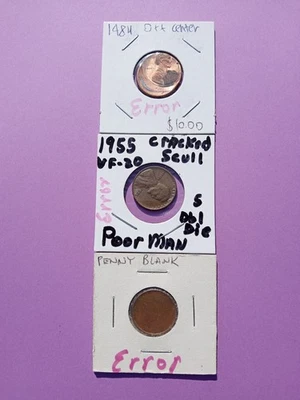 1984 Off center
Error
$10.00
1955 CRACKED
VF-20 Scull
Error
S
Dbl
Die
Poor MAN
PENNY BLANK
Error